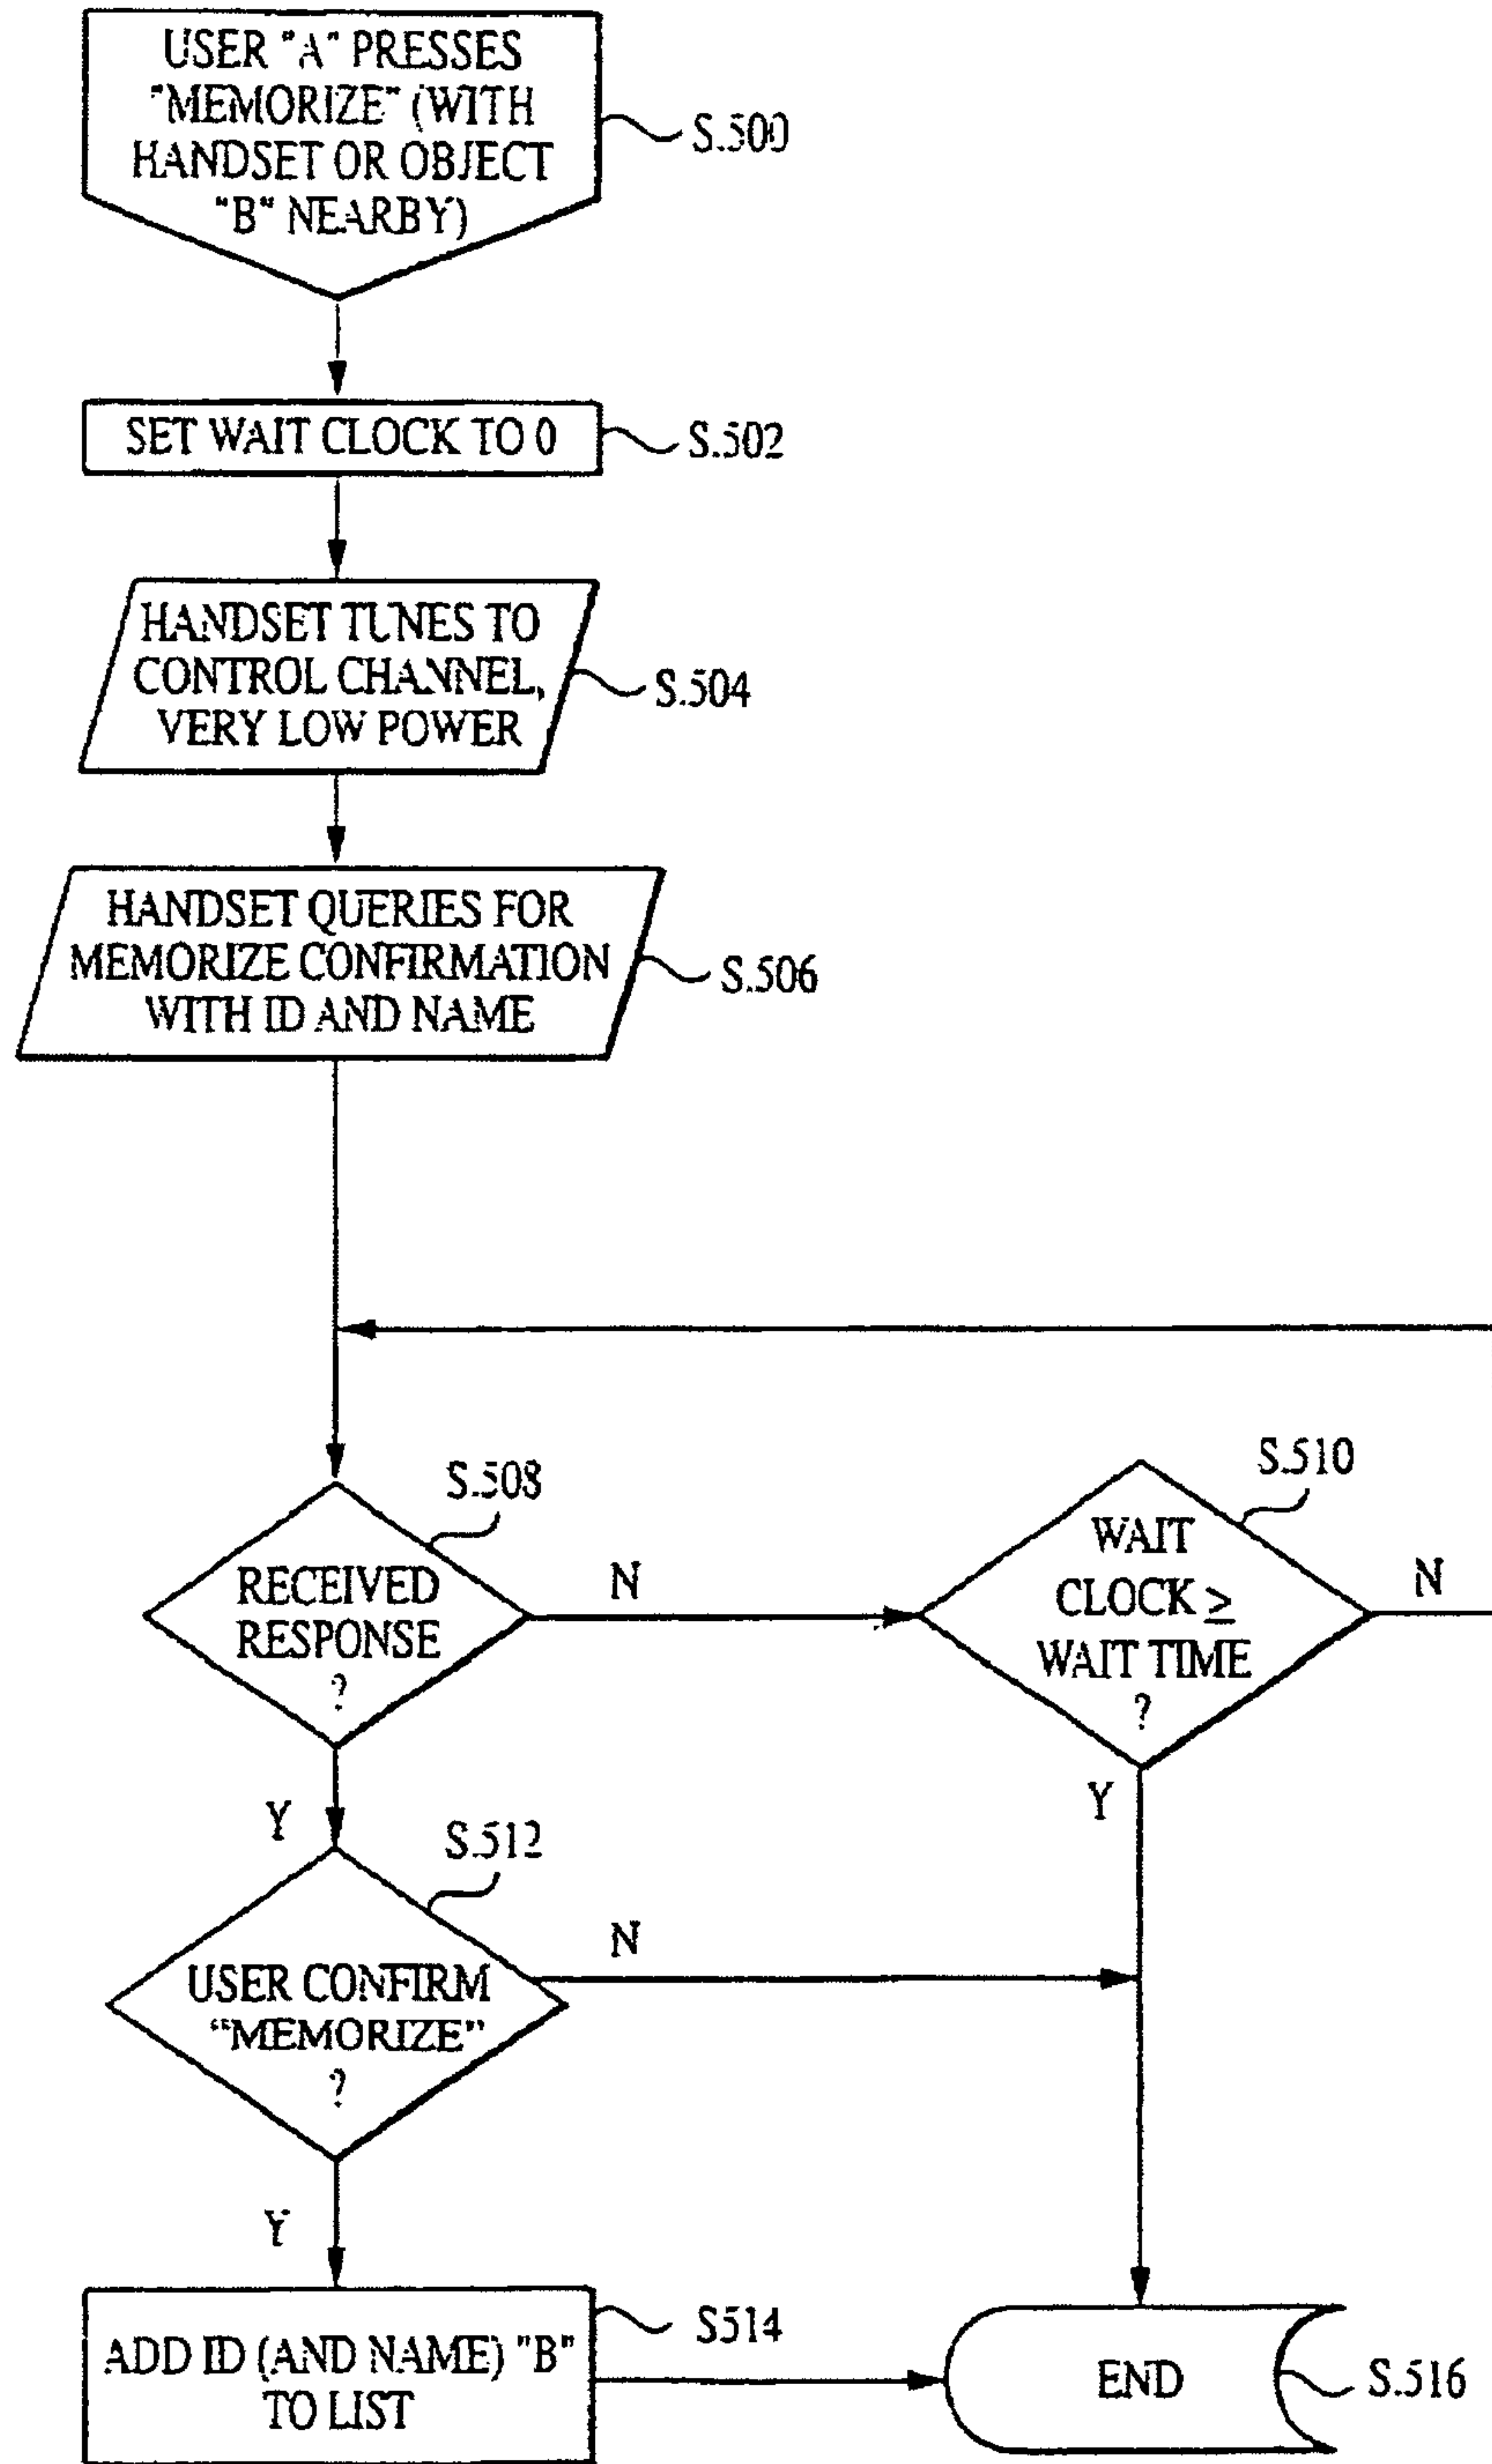 USER "A" PRESSES
"MEMORIZE" (WITH
HANDSET OR OBJECT
"B" NEARBY)
S.500
SET WAIT CLOCK TO 0
S.502
HANDSET TUNES TO
CONTROL CHANNEL,
VERY LOW POWER
S.504
HANDSET QUERIES FOR
MEMORIZE CONFIRMATION
WITH ID AND NAME
S.506
S.508
RECEIVED
RESPONSE
?
N
S.510
WAIT
CLOCK ≥
WAIT TIME
?
N
Y
Y
S.512
USER CONFIRM
“MEMORIZE”
?
N
Y
ADD ID (AND NAME) "B"
TO LIST
S514
END
S.516